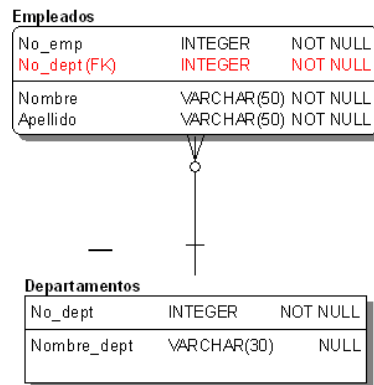 Empleados
No_emp INTEGER NOT NULL
No_dept(FK) INTEGER NOT NULL
Nombre VARCHAR(50) NOT NULL
Apellido VARCHAR(50) NOT NULL
Departamentos
No_dept INTEGER NOT NULL
Nombre_dept VARCHAR(30) NULL